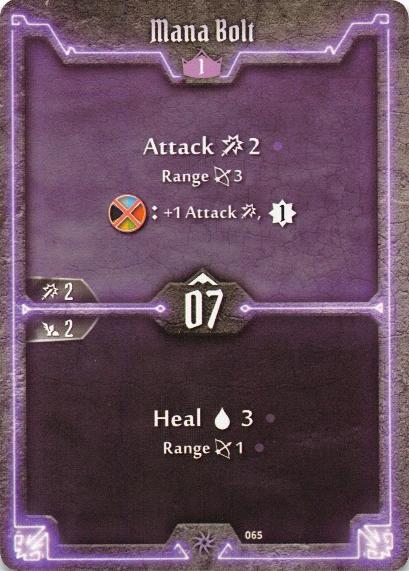 Mana Bolt
1
Attack 2
Range 3
: +1 Attack , 1
2
07
2
Heal 3
Range 1
065